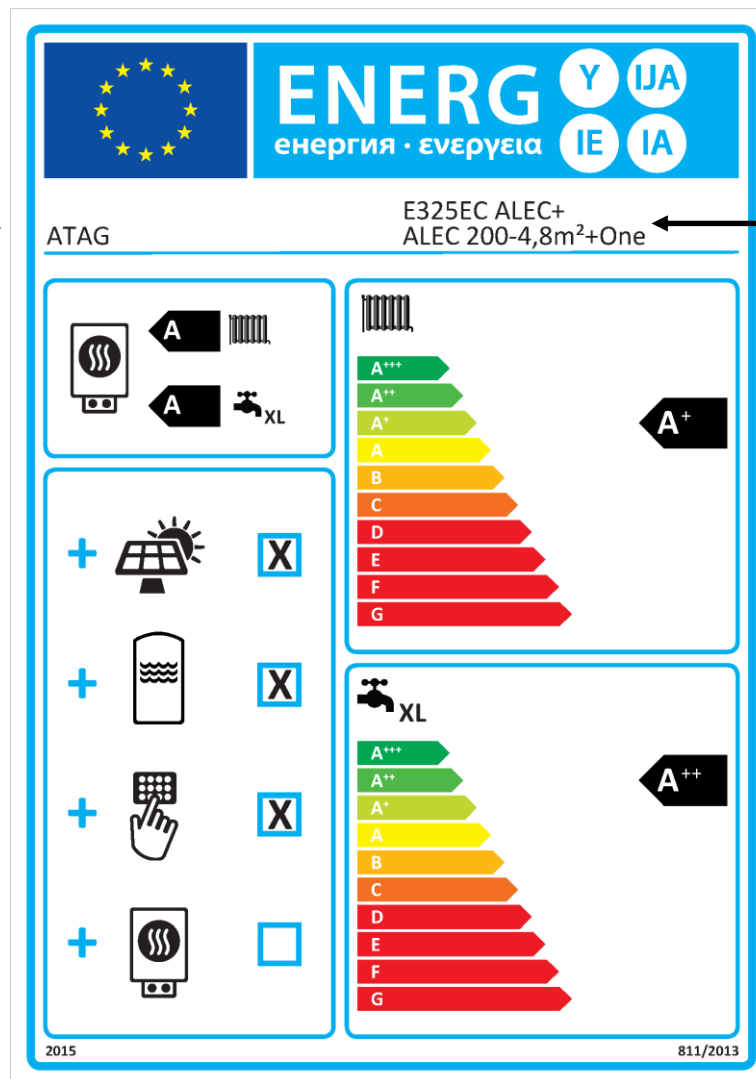 ENERG Y IJA
енергия · ενεργεια IE IA
E325EC ALEC+
ATAG ALEC 200-4,8m²+One
A
A
XL
A+++
A++
A+
A
B
C
D
E
F
G
A+
X
X
X
XL
A+++
A++
A+
A
B
C
D
E
F
G
A++
2015 811/2013